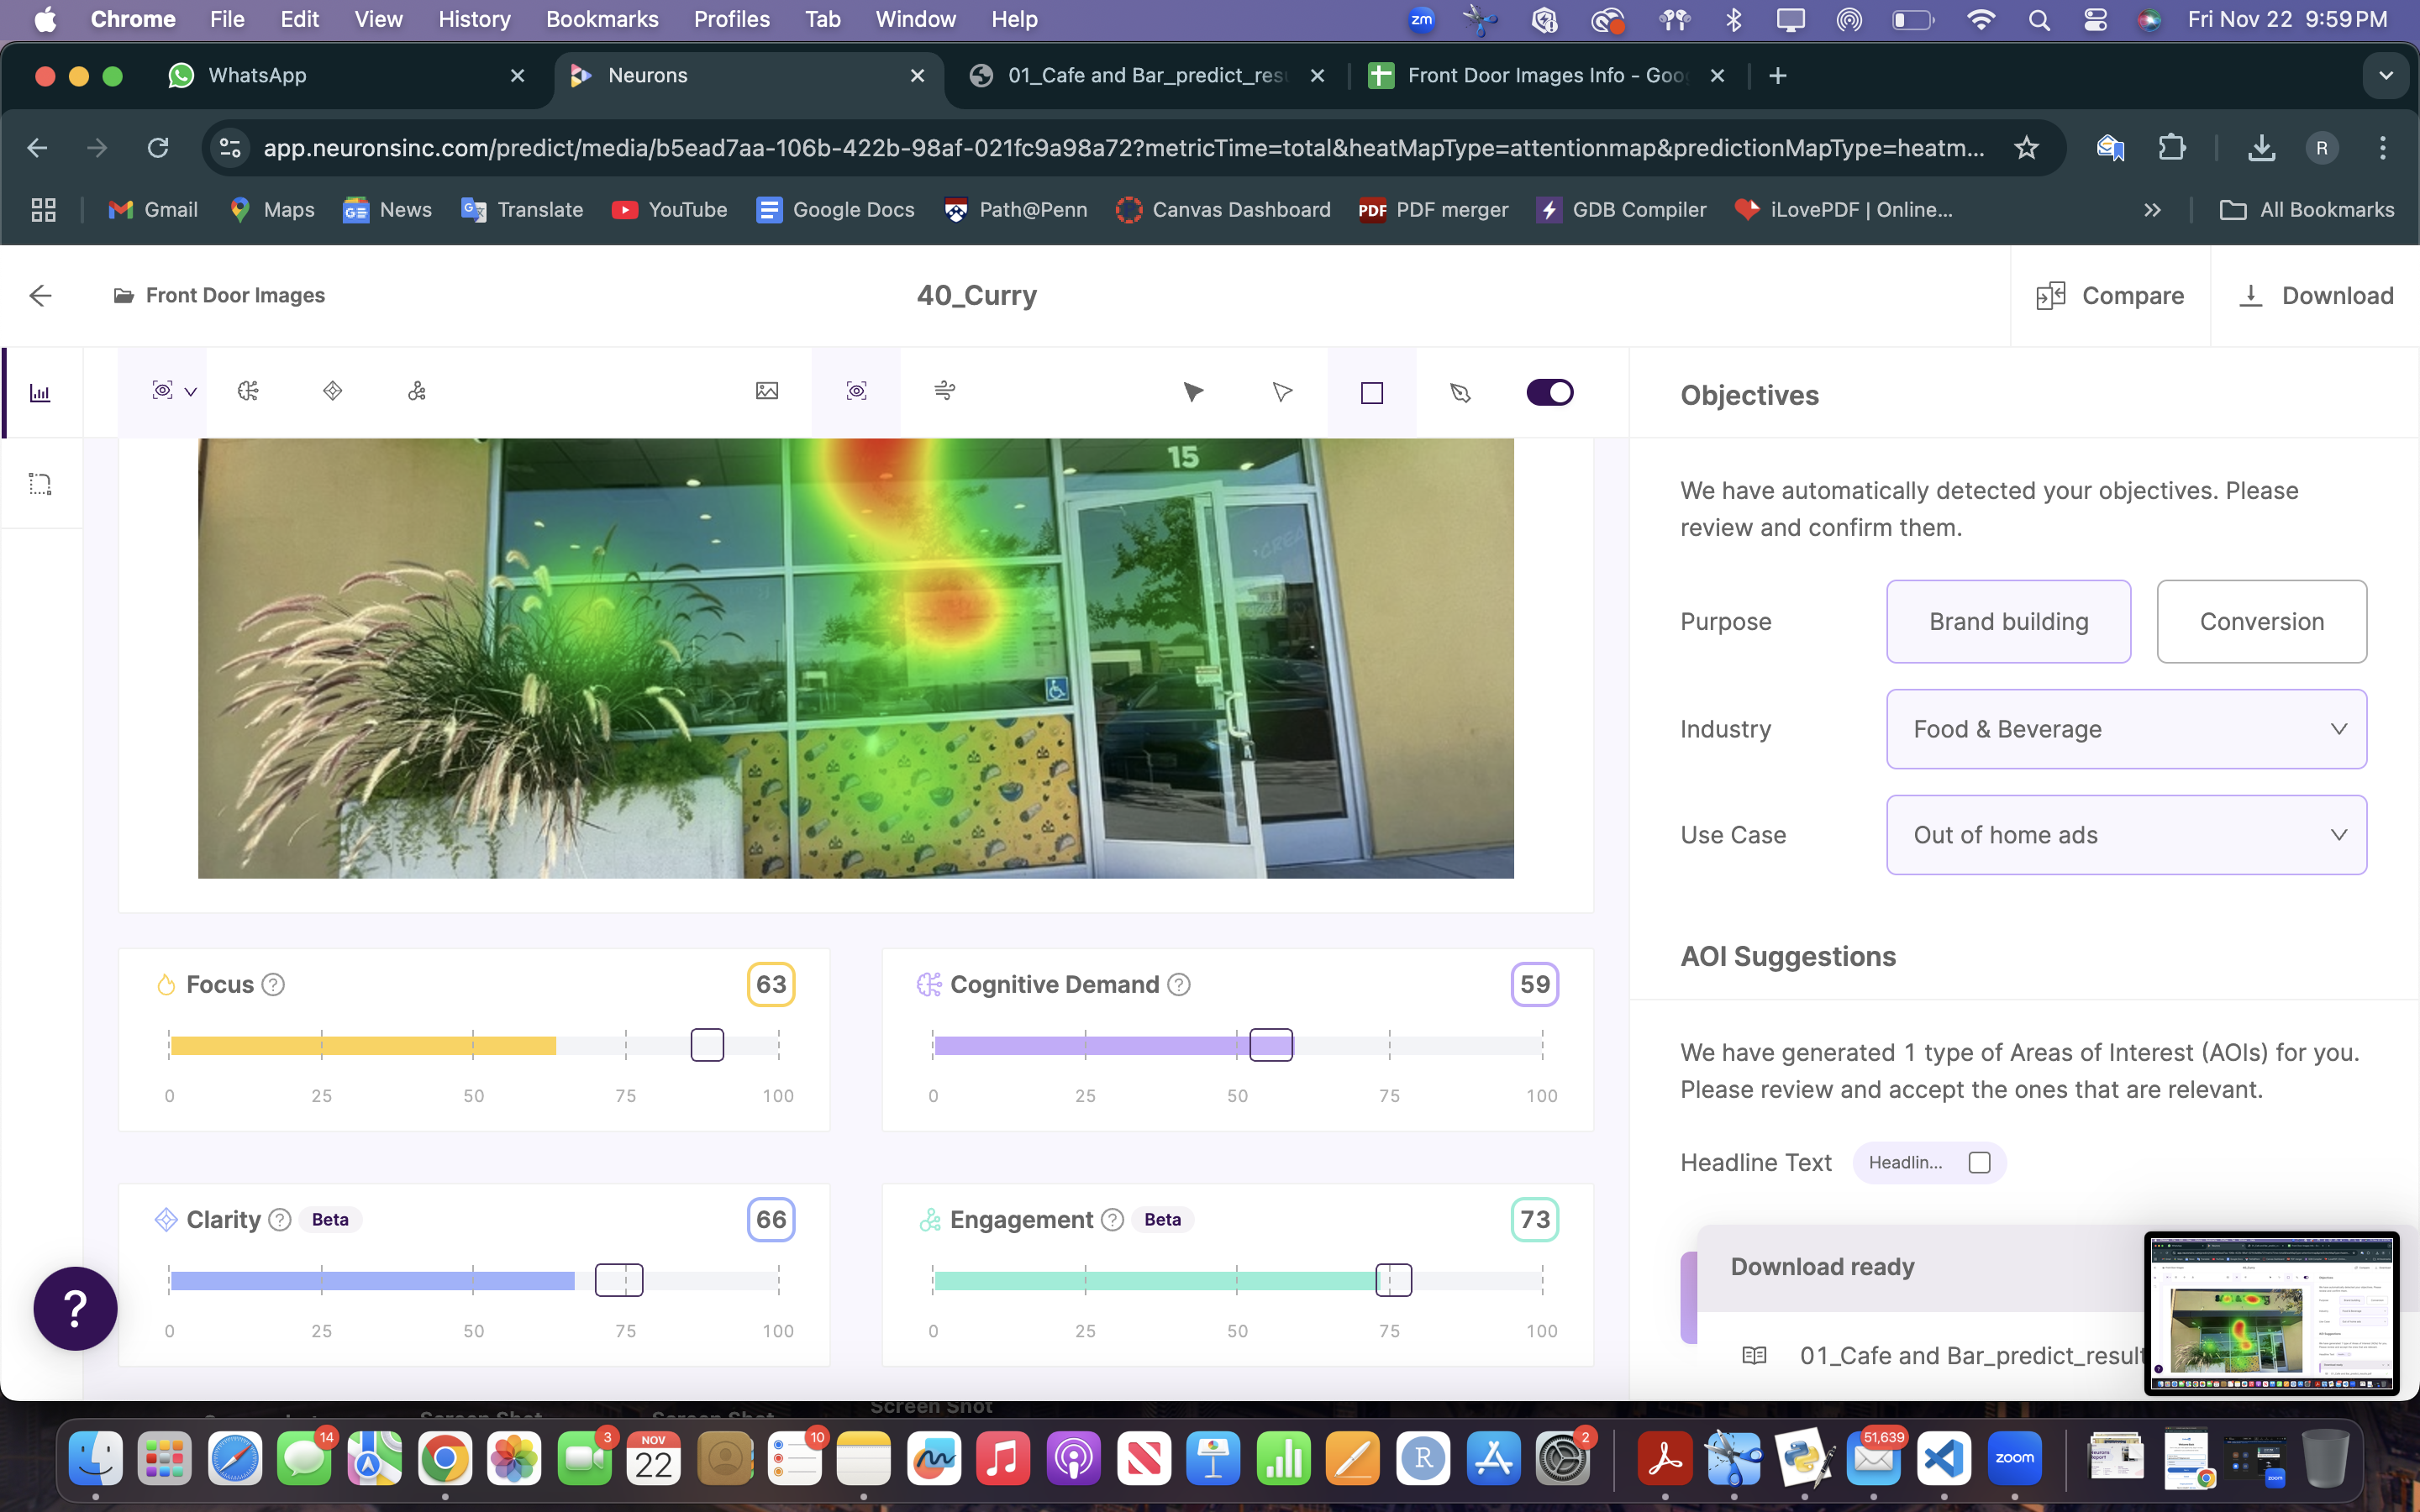 Chrome File Edit View History Bookmarks Profiles Tab Window Help zm Fri Nov 22 9:59 PM
WhatsApp Neurons 01_Cafe and Bar_predict_resu Front Door Images Info - Goo
app.neuronsinc.com/predict/media/b5ead7aa-106b-422b-98af-021fc9a98a72?metricTime=total&heatMapType=attentionmap&predictionMapType=heatm... R
Gmail Maps News Translate YouTube Google Docs Path@Penn Canvas Dashboard PDF PDF merger GDB Compiler iLovePDF | Online... All Bookmarks
Front Door Images 40_Curry Compare Download
Objectives
15
We have automatically detected your objectives. Please
review and confirm them.
Purpose Brand building Conversion
Industry Food & Beverage
Use Case Out of home ads
AOI Suggestions
We have generated 1 type of Areas of Interest (AOIs) for you.
Please review and accept the ones that are relevant.
Headline Text Headlin...
Focus 63
0 25 50 75 100
Cognitive Demand 59
0 25 50 75 100
Clarity Beta 66
0 25 50 75 100
Engagement Beta 73
0 25 50 75 100
?
Download ready
01_Cafe and Bar_predict_result
Screen Shot
14 3 NOV 22 10 2 51,639 zoom